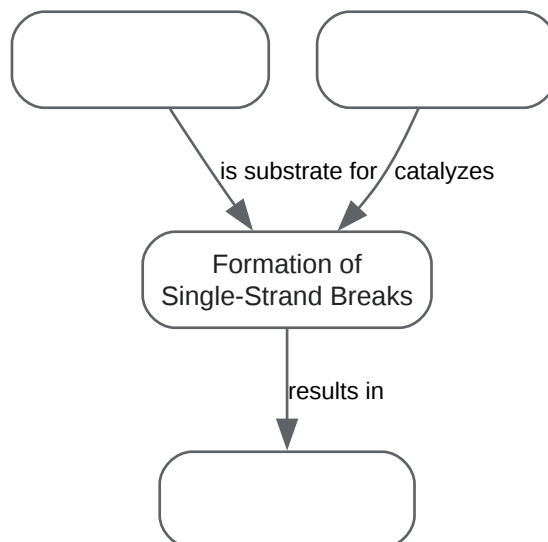 is substrate for
catalyzes
Formation of
Single-Strand Breaks
results in